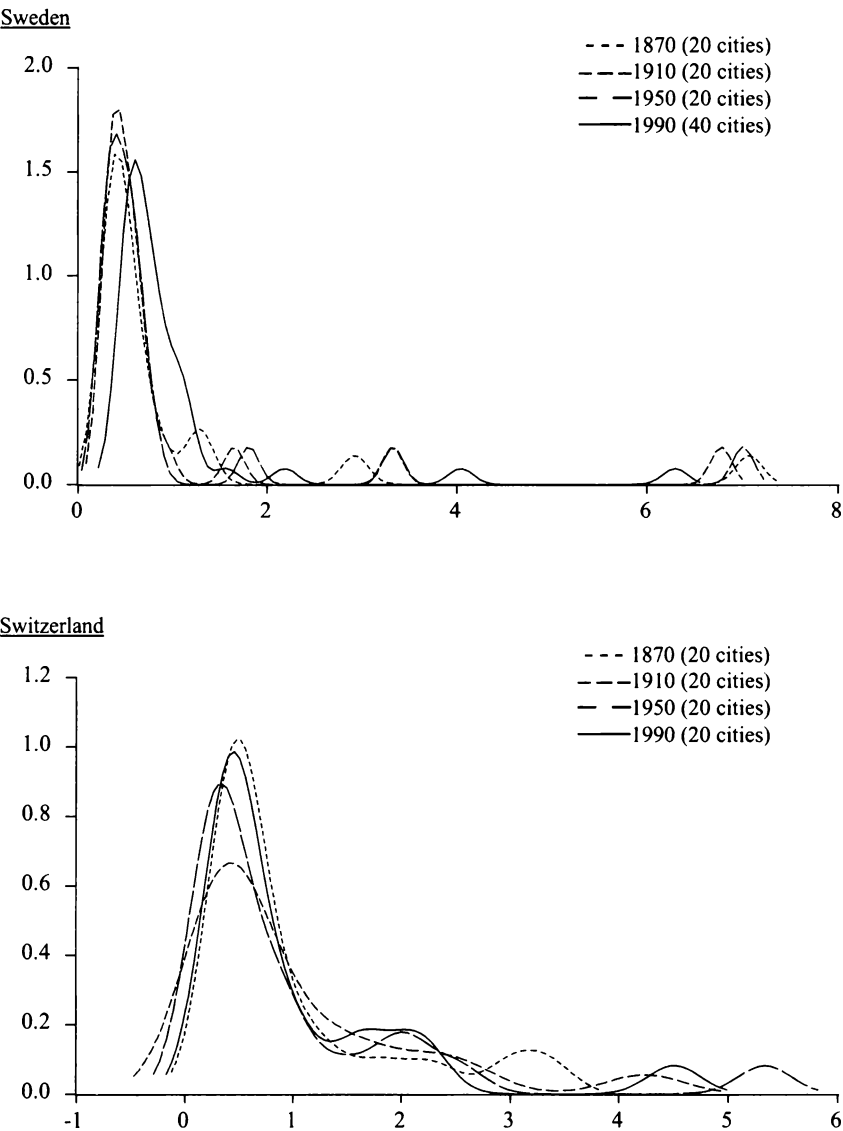 Sweden
1870 (20 cities)
1910 (20 cities)
1950 (20 cities)
1990 (40 cities)
2.0
1.5
1.0
0.5
0.0
0 2 4 6 8
Switzerland
1870 (20 cities)
1910 (20 cities)
1950 (20 cities)
1990 (20 cities)
1.2
1.0
0.8
0.6
0.4
0.2
0.0
-1 0 1 2 3 4 5 6